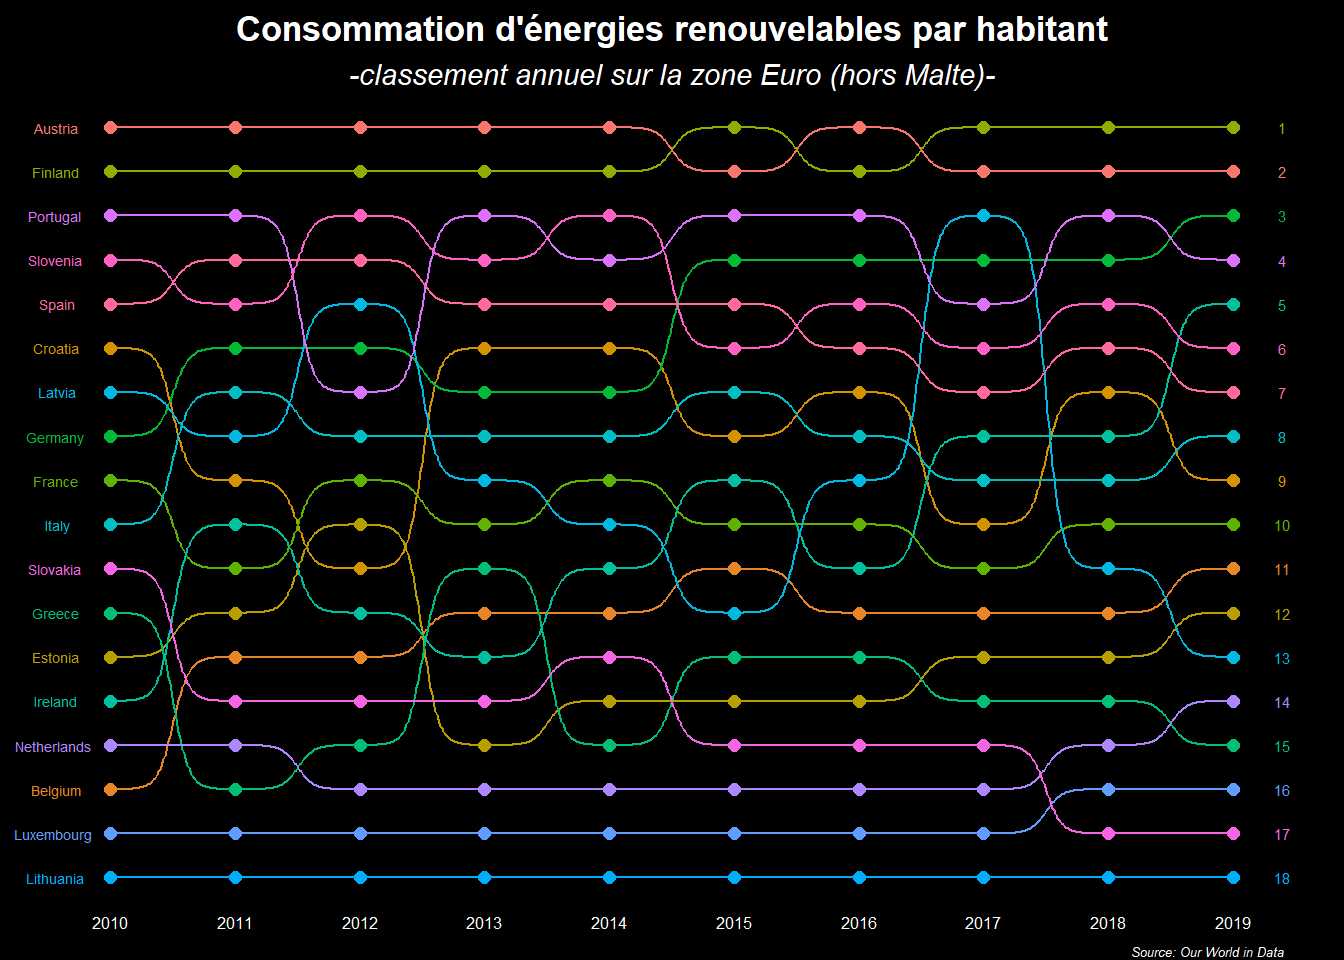 Consommation d'énergies renouvelables par habitant
-classement annuel sur la zone Euro (hors Malte)-
Austria 1
Finland 2
Portugal 3
Slovenia 4
Spain 5
Croatia 6
Latvia 7
Germany 8
France 9
Italy 10
Slovakia 11
Greece 12
Estonia 13
Ireland 14
Netherlands 15
Belgium 16
Luxembourg 17
Lithuania 18
2010 2011 2012 2013 2014 2015 2016 2017 2018 2019
Source: Our World in Data